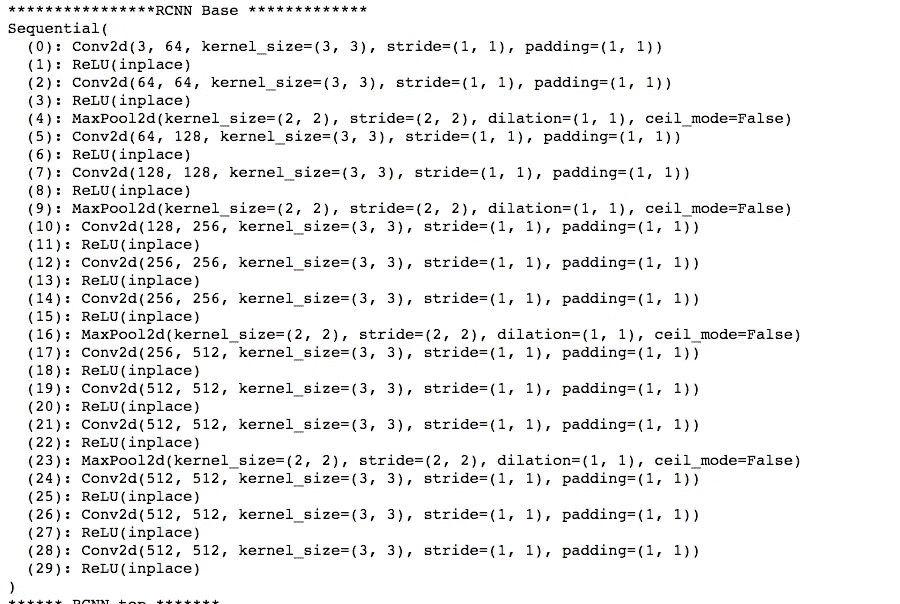 ****************RCNN Base *************
Sequential(
  (0): Conv2d(3, 64, kernel_size=(3, 3), stride=(1, 1), padding=(1, 1))
  (1): ReLU(inplace)
  (2): Conv2d(64, 64, kernel_size=(3, 3), stride=(1, 1), padding=(1, 1))
  (3): ReLU(inplace)
  (4): MaxPool2d(kernel_size=(2, 2), stride=(2, 2), dilation=(1, 1), ceil_mode=False)
  (5): Conv2d(64, 128, kernel_size=(3, 3), stride=(1, 1), padding=(1, 1))
  (6): ReLU(inplace)
  (7): Conv2d(128, 128, kernel_size=(3, 3), stride=(1, 1), padding=(1, 1))
  (8): ReLU(inplace)
  (9): MaxPool2d(kernel_size=(2, 2), stride=(2, 2), dilation=(1, 1), ceil_mode=False)
  (10): Conv2d(128, 256, kernel_size=(3, 3), stride=(1, 1), padding=(1, 1))
  (11): ReLU(inplace)
  (12): Conv2d(256, 256, kernel_size=(3, 3), stride=(1, 1), padding=(1, 1))
  (13): ReLU(inplace)
  (14): Conv2d(256, 256, kernel_size=(3, 3), stride=(1, 1), padding=(1, 1))
  (15): ReLU(inplace)
  (16): MaxPool2d(kernel_size=(2, 2), stride=(2, 2), dilation=(1, 1), ceil_mode=False)
  (17): Conv2d(256, 512, kernel_size=(3, 3), stride=(1, 1), padding=(1, 1))
  (18): ReLU(inplace)
  (19): Conv2d(512, 512, kernel_size=(3, 3), stride=(1, 1), padding=(1, 1))
  (20): ReLU(inplace)
  (21): Conv2d(512, 512, kernel_size=(3, 3), stride=(1, 1), padding=(1, 1))
  (22): ReLU(inplace)
  (23): MaxPool2d(kernel_size=(2, 2), stride=(2, 2), dilation=(1, 1), ceil_mode=False)
  (24): Conv2d(512, 512, kernel_size=(3, 3), stride=(1, 1), padding=(1, 1))
  (25): ReLU(inplace)
  (26): Conv2d(512, 512, kernel_size=(3, 3), stride=(1, 1), padding=(1, 1))
  (27): ReLU(inplace)
  (28): Conv2d(512, 512, kernel_size=(3, 3), stride=(1, 1), padding=(1, 1))
  (29): ReLU(inplace)
)
****** RCNN top *******